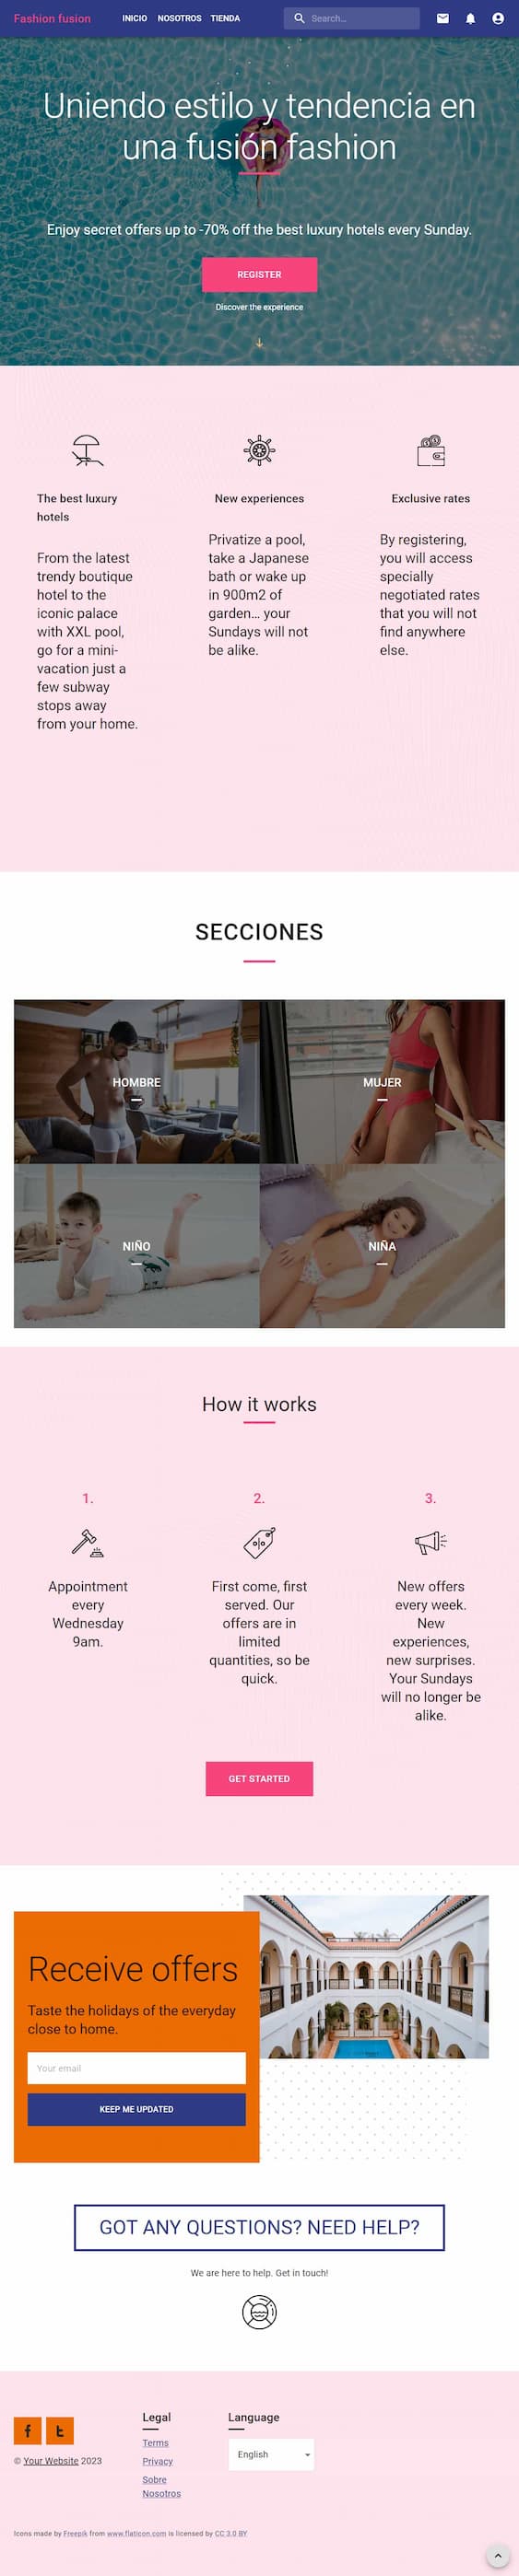 Fashion fusion
INICIO NOSOTROS TIENDA
Search...
Uniendo estilo y tendencia en
una fusión fashion
Enjoy secret offers up to -70% off the best luxury hotels every Sunday.
REGISTER
Discover the experience
The best luxury
hotels
From the latest
trendy boutique
hotel to the
iconic palace
with XXL pool,
go for a mini-
vacation just a
few subway
stops away
from your home.
New experiences
Privatize a pool,
take a Japanese
bath or wake up
in 900m2 of
garden... your
Sundays will not
be alike.
Exclusive rates
By registering,
you will access
specially
negotiated rates
that you will not
find anywhere
else.
SECCIONES
HOMBRE
MUJER
NIÑO
NIÑA
How it works
1.
Appointment
every
Wednesday
9am.
2.
First come, first
served. Our
offers are in
limited
quantities, so be
quick.
3.
New offers
every week.
New
experiences,
new surprises.
Your Sundays
will no longer be
alike.
GET STARTED
Receive offers
Taste the holidays of the everyday
close to home.
Your email
KEEP ME UPDATED
GOT ANY QUESTIONS? NEED HELP?
We are here to help. Get in touch!
© Your Website 2023
Legal
Terms
Privacy
Sobre
Nosotros
Language
English
Icons made by Freepik from www.flaticon.com is licensed by CC 3.0 BY